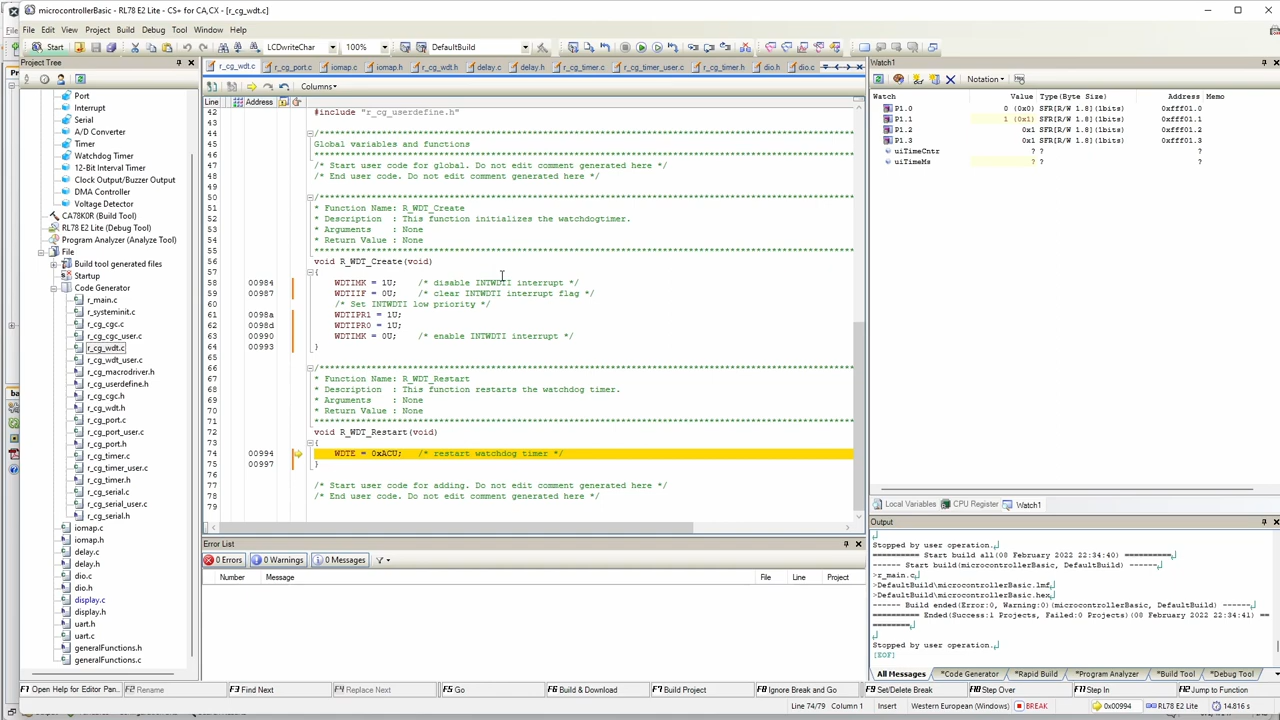 microcontrollerBasic - RL78 E2 Lite - CS+ for CA,CX - [r_cg_wdt.c]
File Edit View Project Build Debug Tool Window Help
Start LCDWriteChar 100% DefaultBuild
Project Tree
Port
Interrupt
Serial
A/D Converter
Timer
Watchdog Timer
12-Bit Interval Timer
Clock Output/Buzzer Output
DMA Controller
Voltage Detector
CA78K0R (Build Tool)
RL78 E2 Lite (Debug Tool)
Program Analyzer (Analyze Tool)
File
Build tool generated files
Startup
Code Generator
r_main.c
r_systeminit.c
r_cg_cgc.c
r_cg_cgc_user.c
r_cg_wdt.c
r_cg_wdt_user.c
r_cg_macrodriver.h
r_cg_userdefine.h
r_cg_cgc.h
r_cg_wdt.h
r_cg_port.c
r_cg_port_user.c
r_cg_port.h
r_cg_timer.c
r_cg_timer_user.c
r_cg_timer.h
r_cg_serial.c
r_cg_serial_user.c
r_cg_serial.h
iomap.c
iomap.h
delay.c
delay.h
dio.c
dio.h
display.c
display.h
uart.h
uart.c
generalFunctions.h
generalFunctions.c
r_cg_wdt.c r_cg_port.c iomap.c iomap.h r_cg_wdt.h delay.c delay.h r_cg_timer.c r_cg_timer_user.c r_cg_timer.h dio.h dio.c
Columns
Line Address
42 #include "r_cg_userdefine.h"
43
44 /******************************************************************
45 Global variables and functions
46 ******************************************************************
47 /* Start user code for global. Do not edit comment generated here */
48 /* End user code. Do not edit comment generated here */
49
50 /******************************************************************
51 * Function Name: R_WDT_Create
52 * Description : This function initializes the watchdogtimer.
53 * Arguments : None
54 * Return Value : None
55 ******************************************************************
56 void R_WDT_Create(void)
57 {
58 00984 WDTIMK = 1U; /* disable INTWDTI interrupt */
59 00987 WDTIIF = 0U; /* clear INTWDTI interrupt flag */
60 /* Set INTWDTI low priority */
61 0098a WDTIPR1 = 1U;
62 0098d WDTIPR0 = 1U;
63 00990 WDTIMK = 0U; /* enable INTWDTI interrupt */
64 00993 }
65
66 /******************************************************************
67 * Function Name: R_WDT_Restart
68 * Description : This function restarts the watchdog timer.
69 * Arguments : None
70 * Return Value : None
71 ******************************************************************
72 void R_WDT_Restart(void)
73 {
74 00994 WDTE = 0xACU; /* restart watchdog timer */
75 00997 }
76
77 /* Start user code for adding. Do not edit comment generated here */
78 /* End user code. Do not edit comment generated here */
79
Error List
0 Errors 0 Warnings 0 Messages
Number Message File Line Project
Watch1
Notation
Watch Value Type(Byte Size) Address Memo
P1.0 0 (0x0) SFR[R/W 1.8](1bits) 0xfff01.0
P1.1 1 (0x1) SFR[R/W 1.8](1bits) 0xfff01.1
P1.2 0x1 SFR[R/W 1.8](1bits) 0xfff01.2
P1.3 0x1 SFR[R/W 1.8](1bits) 0xfff01.3
uiTimeCntr ? ? ?
uiTimeMs ? ? ?
Local Variables CPU Register Watch1
Output
Stopped by user operation.
========== Start build all(08 February 2022 22:34:40) ==========
------ Start build(microcontrollerBasic, DefaultBuild) ------
>r_main.c
>DefaultBuild\microcontrollerBasic.lmf
>DefaultBuild\microcontrollerBasic.hex
------ Build ended(Error:0, Warning:0)(microcontrollerBasic, DefaultBuild) ------
========== Ended(Success:1 Projects, Failed:0 Projects)(08 February 2022 22:34:41) ==
========
Stopped by user operation.
[EOF]
All Messages *Code Generator *Rapid Build *Program Analyzer *Build Tool *Debug Tool
F1 Open Help for Editor Pan... F2 Rename F3 Find Next F4 Replace Next F5 Go F6 Build & Download F7 Build Project F8 Ignore Break and Go F9 Set/Delete Break F10 Step Over F11 Step In F12 Jump to Function
Line 74/79 Column 1 Insert Western European (Windows) BREAK 0x00994 RL78 E2 Lite 14.816 s